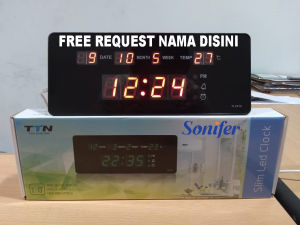 FREE REQUEST NAMA DISINI
9 DATE 10 MONTH 5 WEEK TEMP 27 °C
12:24
PM
TTN
Sonifer
22:35
Slim Led Clock